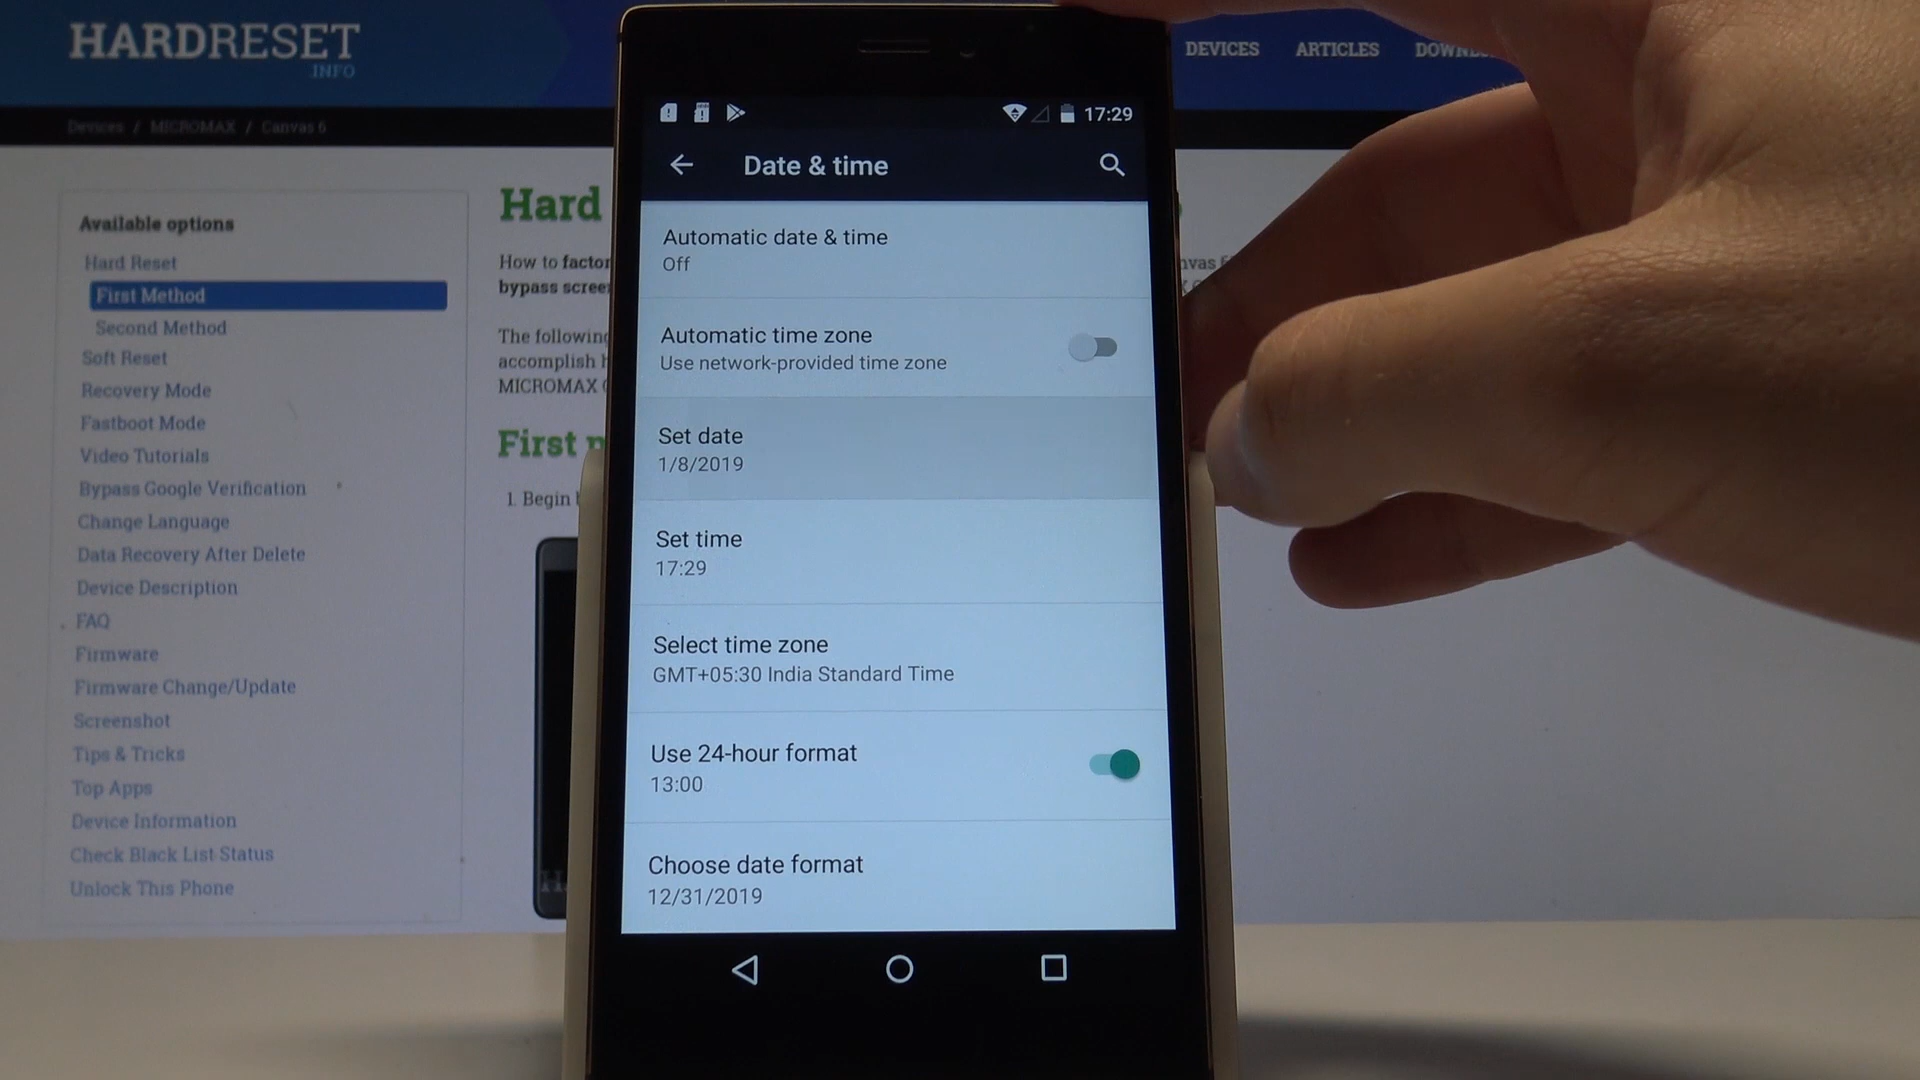 HARDRESET
.INFO
DEVICES ARTICLES
Devices / MICROMAX / Canvas 6
Available options
Hard Reset
First Method
Second Method
Soft Reset
Recovery Mode
Fastboot Mode
Video Tutorials
Bypass Google Verification
Change Language
Data Recovery After Delete
Device Description
FAQ
Firmware
Firmware Change/Update
Screenshot
Tips & Tricks
Top Apps
Device Information
Check Black List Status
Unlock This Phone
Hard
How to factor
bypass scree
The following
accomplish h
MICROMAX
First
1. Begin
17:29
Date & time
Automatic date & time
Off
Automatic time zone
Use network-provided time zone
Set date
1/8/2019
Set time
17:29
Select time zone
GMT+05:30 India Standard Time
Use 24-hour format
13:00
Choose date format
12/31/2019